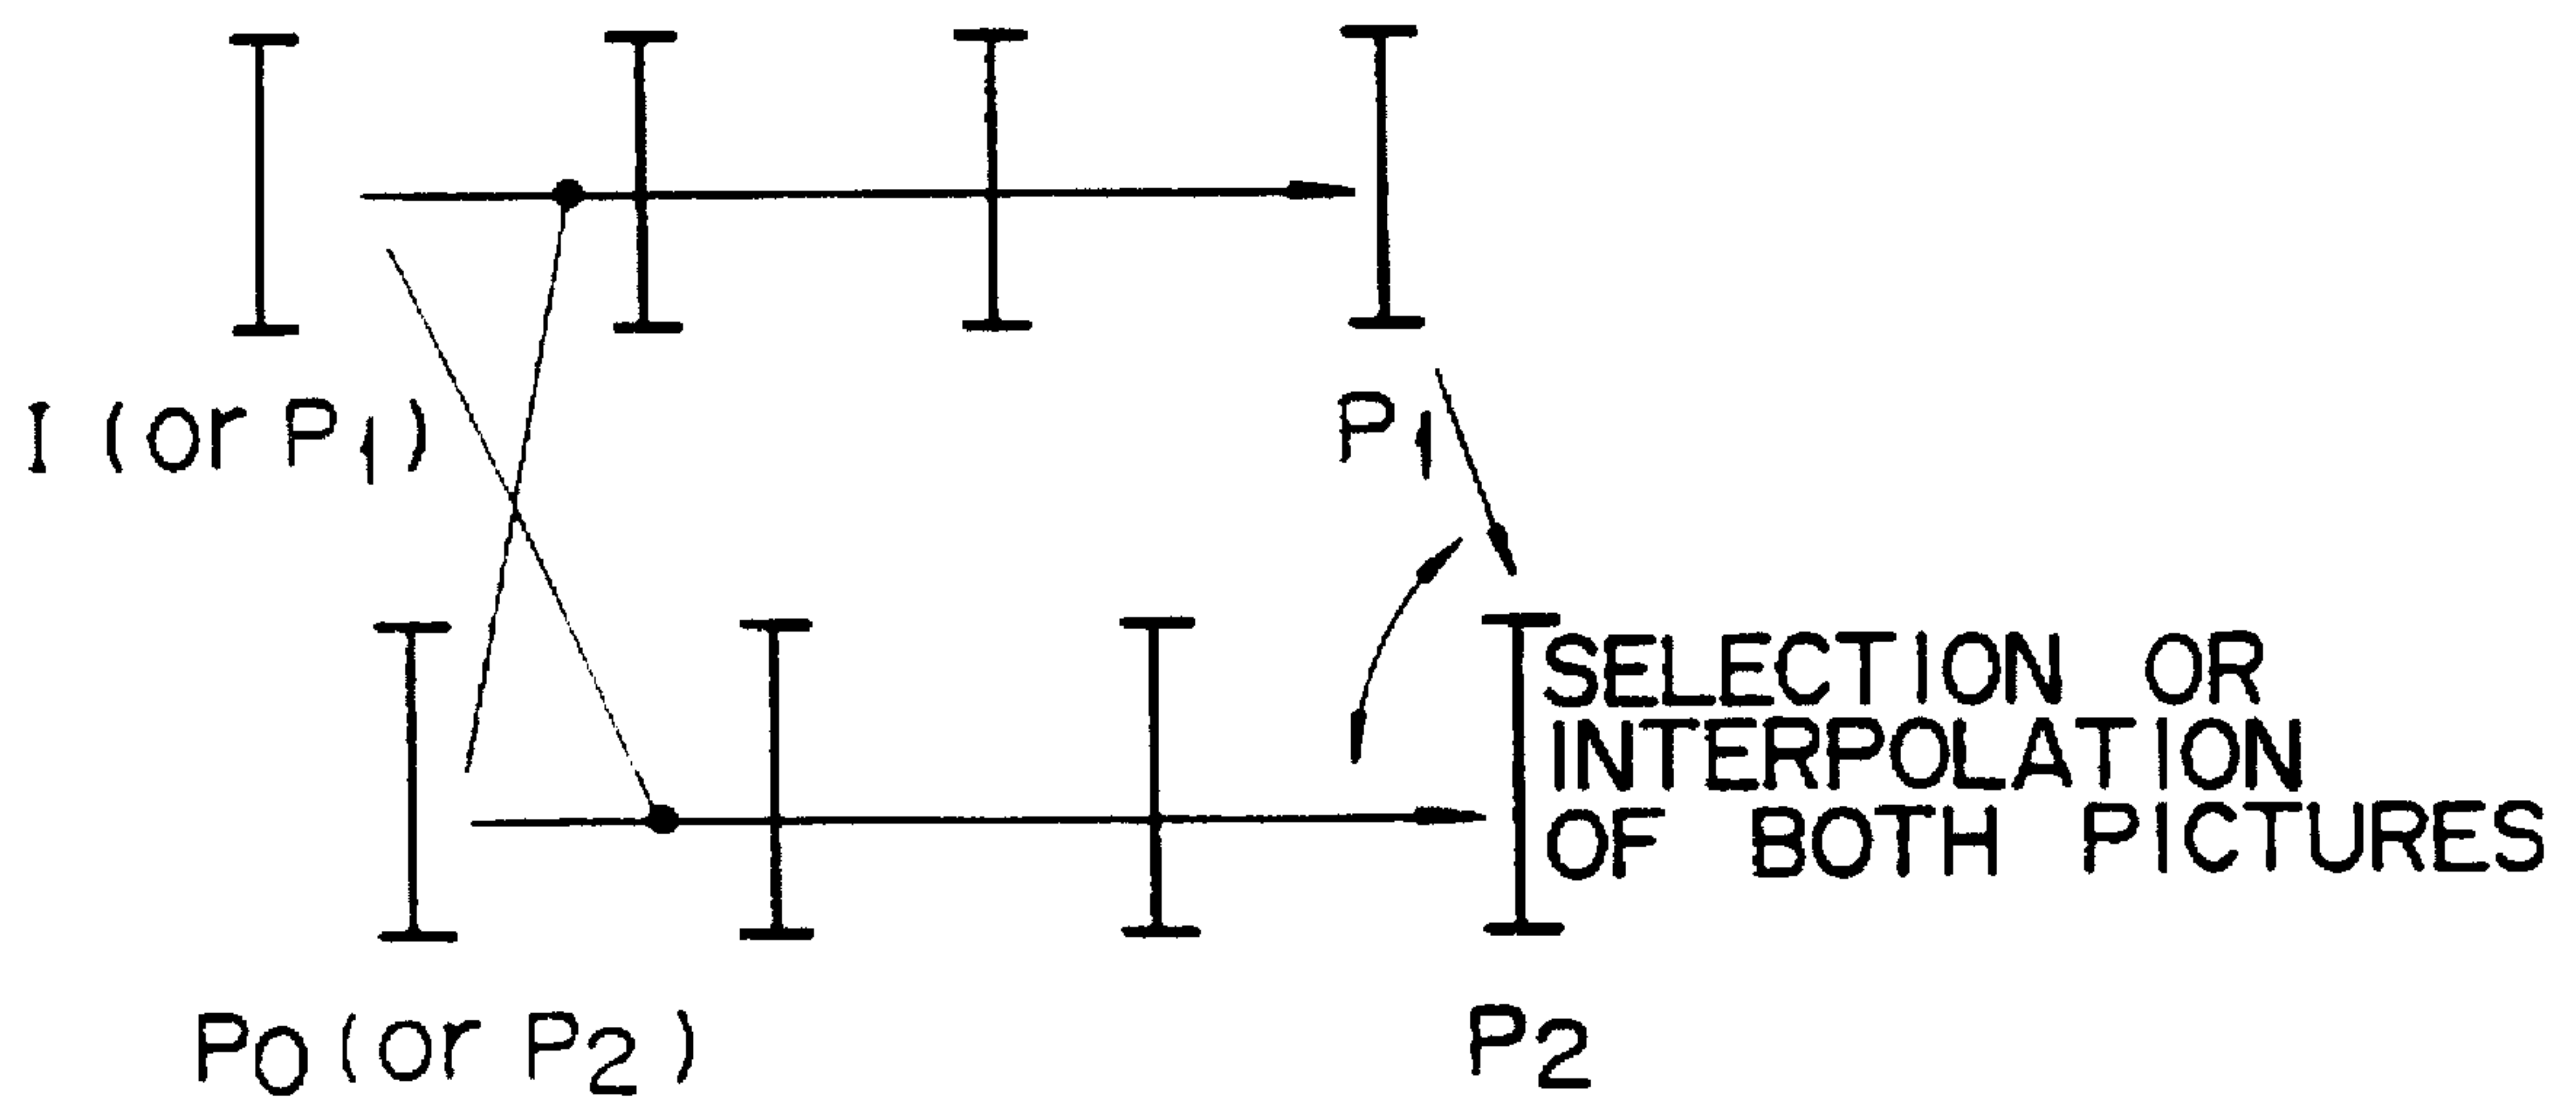 I (or P1)
P1
SELECTION OR
INTERPOLATION
OF BOTH PICTURES
P0 (or P2)
P2